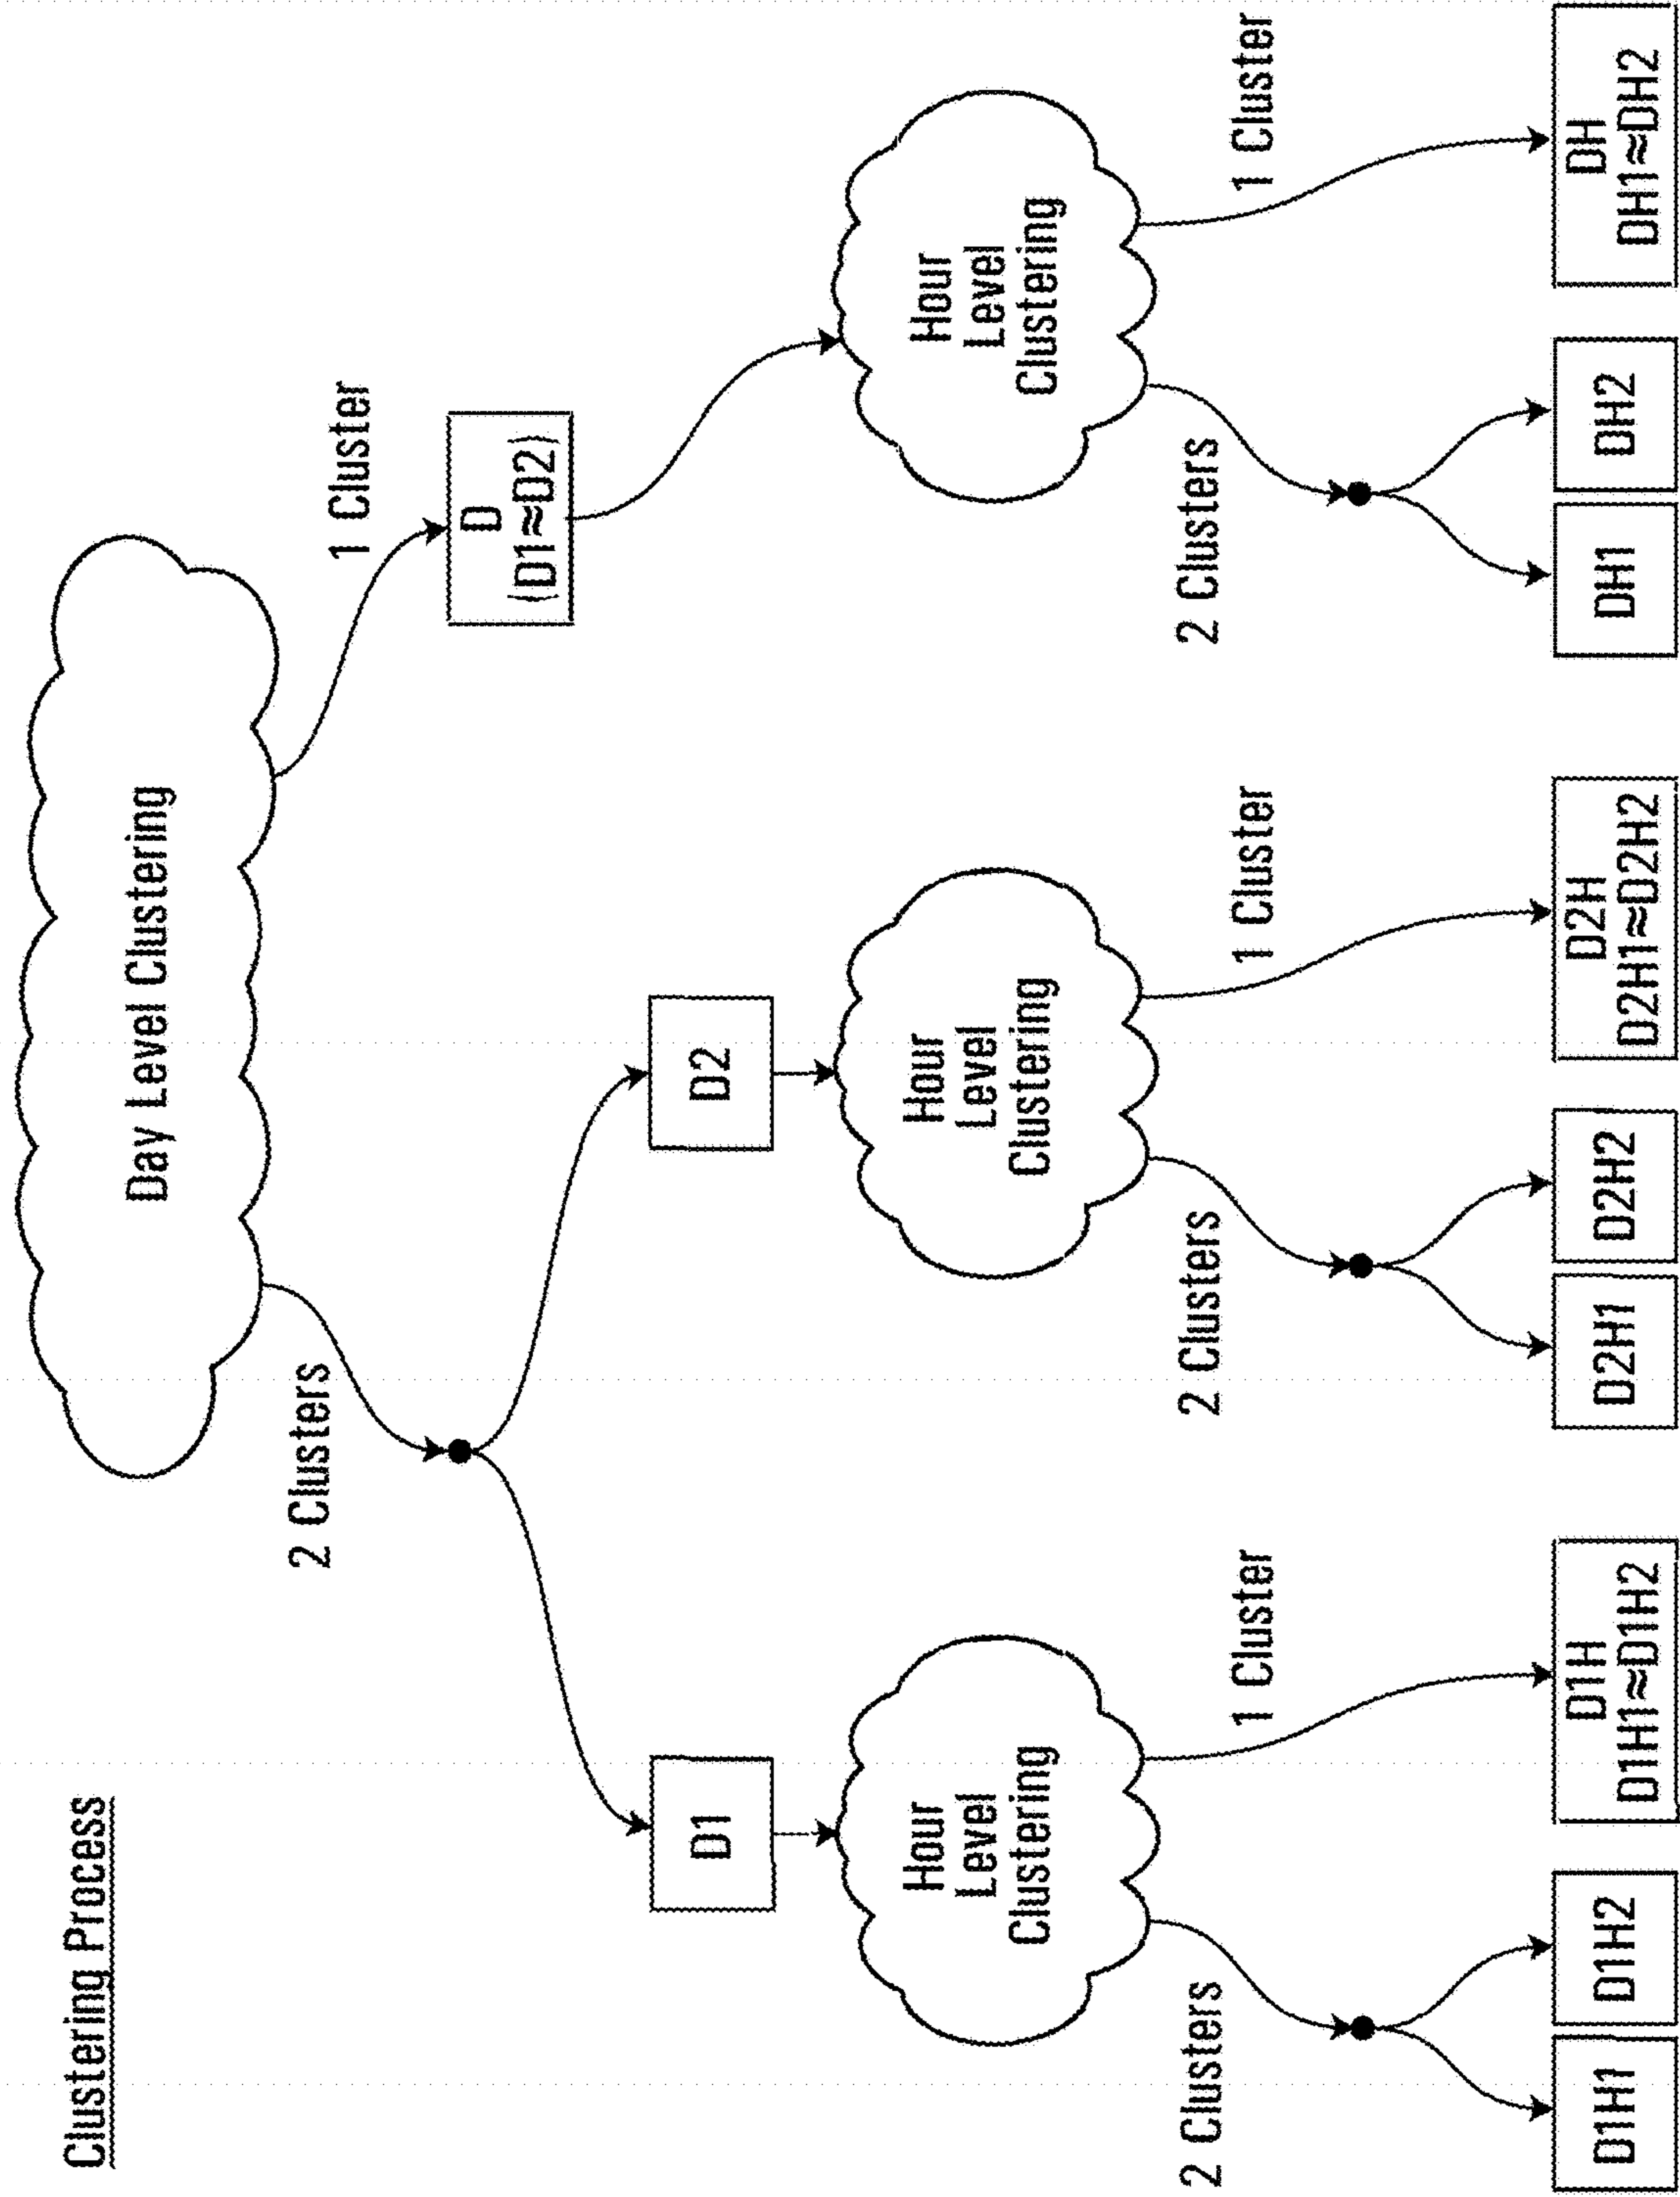 Clustering Process
Day Level Clustering
2 Clusters
1 Cluster
D
(D1≈D2)
D1
D2
Hour
Level
Clustering
Hour
Level
Clustering
Hour
Level
Clustering
2 Clusters
1 Cluster
2 Clusters
1 Cluster
2 Clusters
1 Cluster
D1H1
D1H2
D1H
D1H1≈D1H2
D2H1
D2H2
D2H
D2H1≈D2H2
DH1
DH2
DH
DH1≈DH2